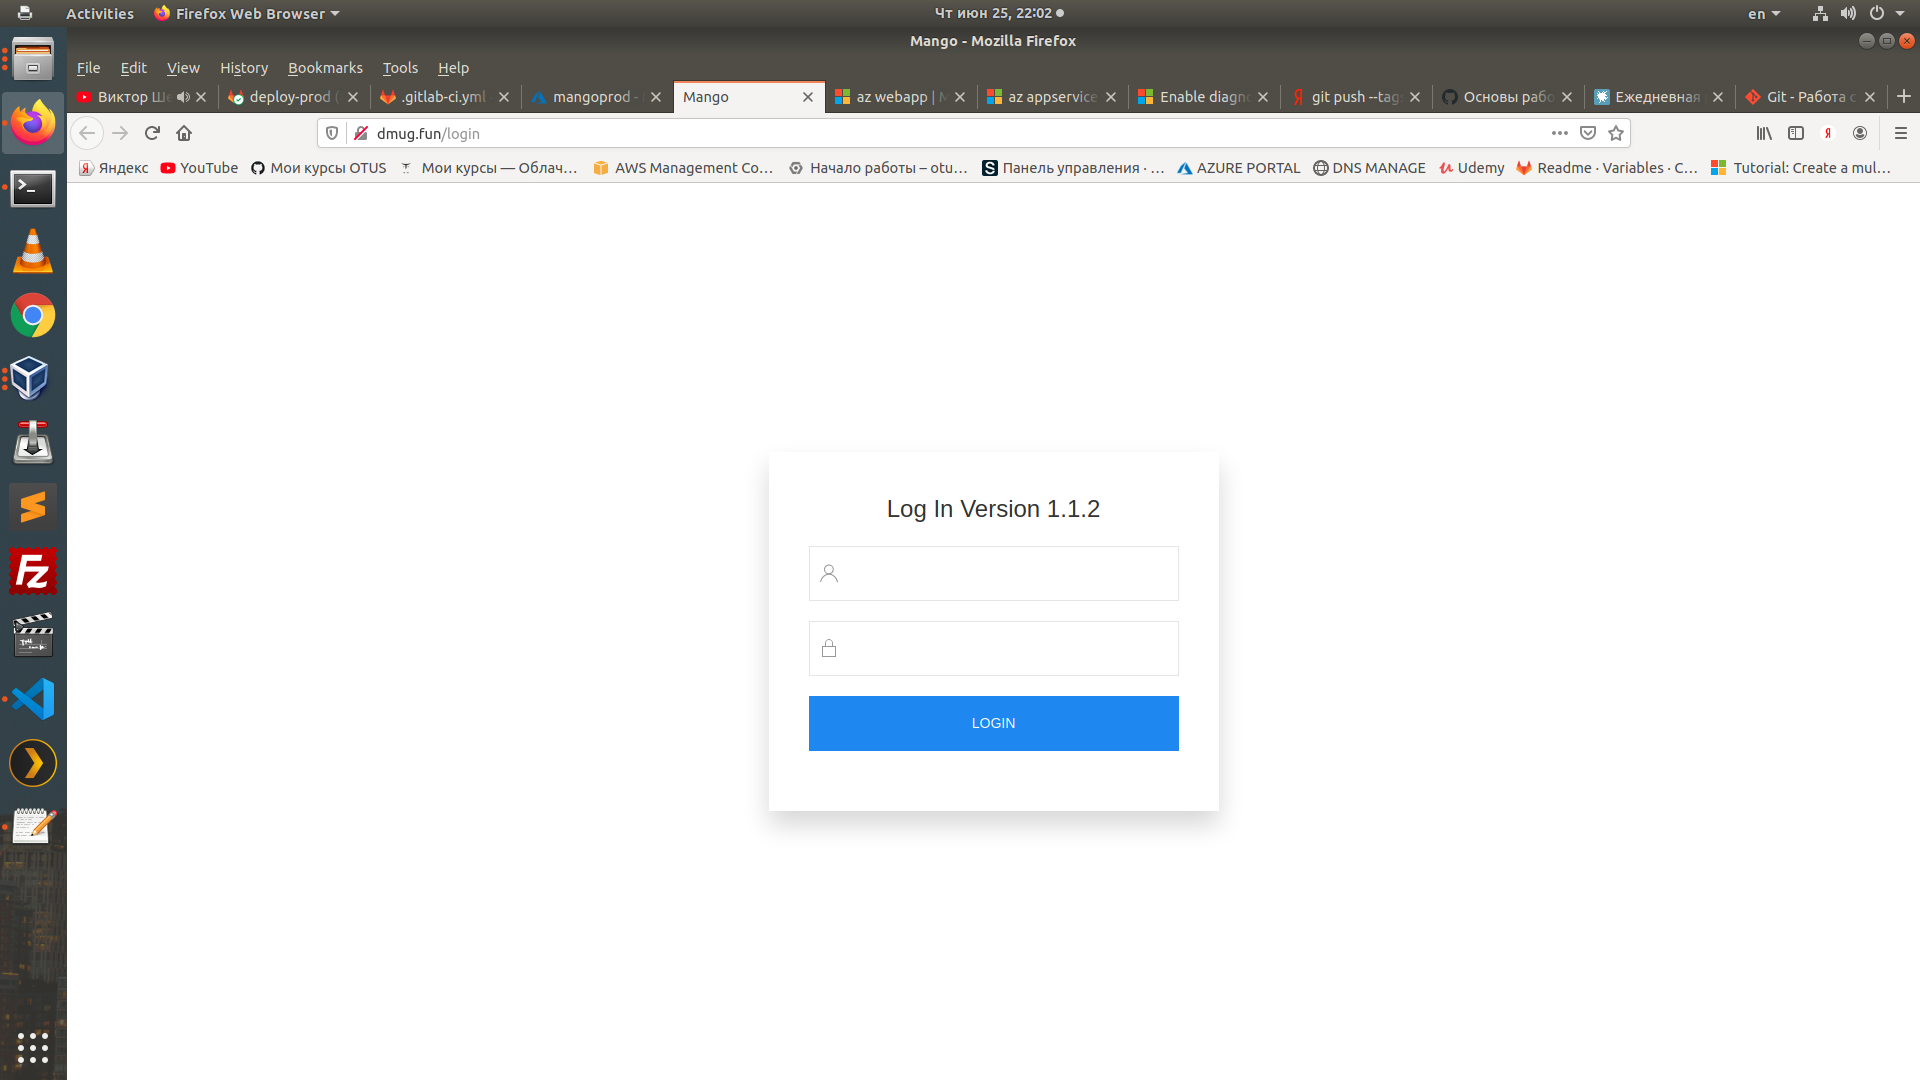 Activities
Firefox Web Browser
Чт июн 25, 22:02
en
Mango - Mozilla Firefox
File Edit View History Bookmarks Tools Help
Виктор
deploy-prod
.gitlab-ci.yml
mangoprod -
Mango
az webapp |
az appservice
Enable
git push --tag
Основы рабо
Ежедневная
Git - Работа с
dmug.fun/login
Яндекс
YouTube
Мои курсы OTUS
Мои курсы — Облач…
AWS Management Co…
Начало работы – otu…
Панель управления · …
AZURE PORTAL
DNS MANAGE
Udemy
Readme · Variables · C…
Tutorial: Create a mul…
Log In Version 1.1.2
LOGIN